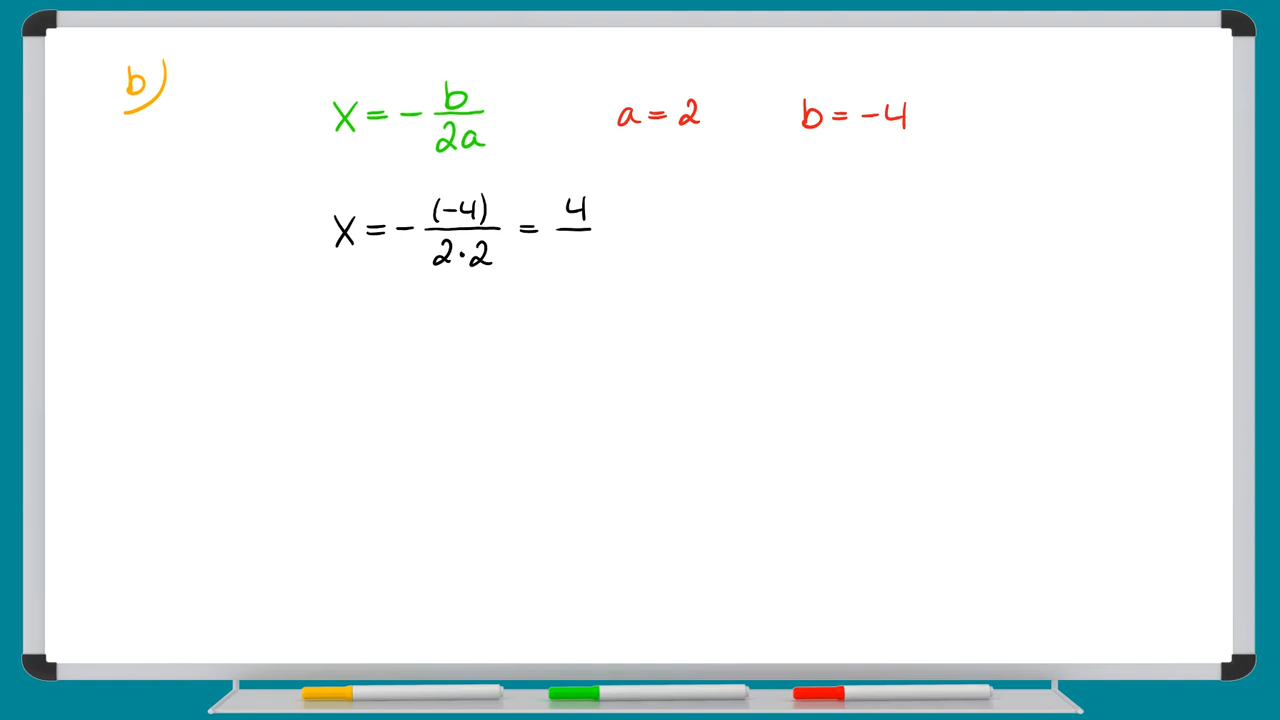 b)
x = - b/2a  a = 2  b = -4
x = - (-4)/2·2 = 4/